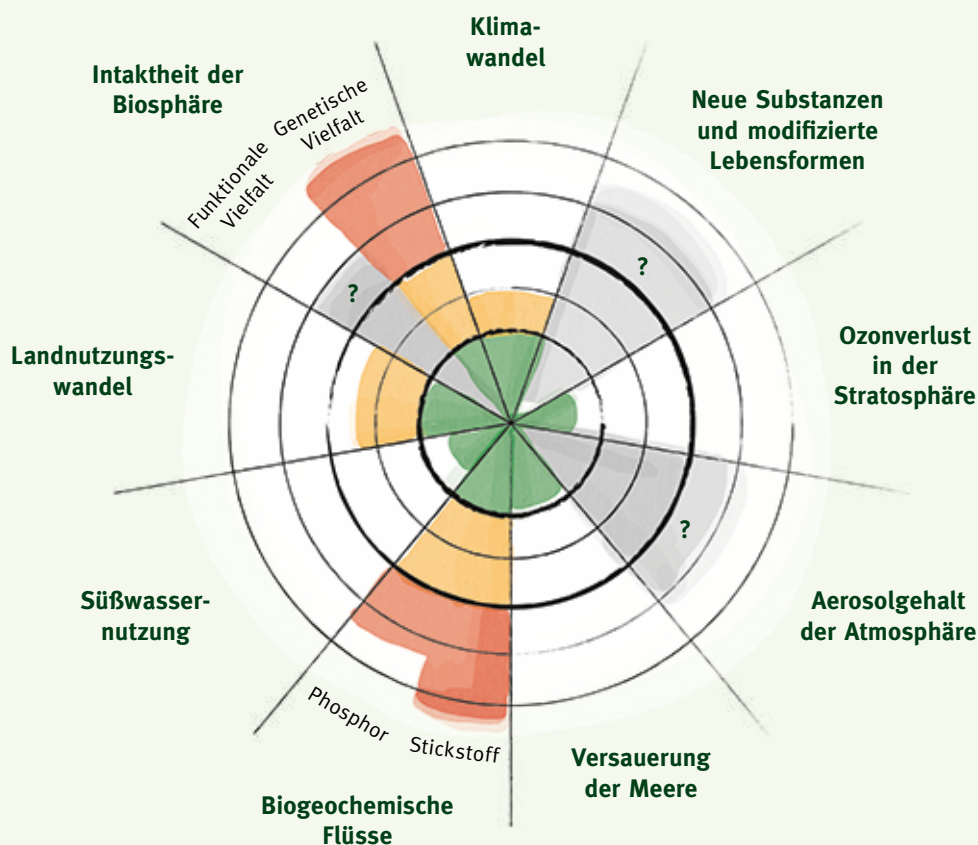 Klima-
wandel
Intaktheit der
Biosphäre
Genetische
Vielfalt
Funktionale
Vielfalt
Neue Substanzen
und modifizierte
Lebensformen
?
?
Landnutzungs-
wandel
Ozonverlust
in der
Stratosphäre
?
Süßwasser-
nutzung
Aerosolgehalt
der Atmosphäre
Phosphor
Stickstoff
Versauerung
der Meere
Biogeochemische
Flüsse